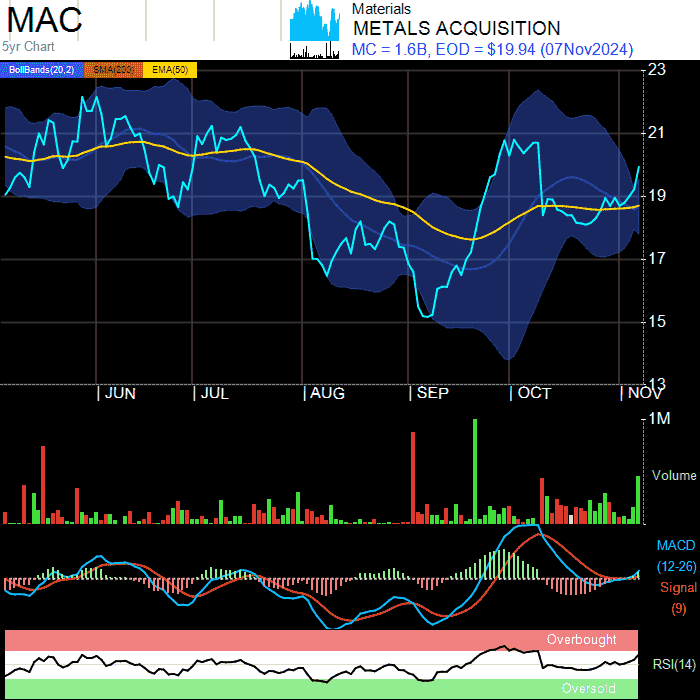 MAC
5yr Chart
Materials
METALS ACQUISITION
MC = 1.6B, EOD = $19.94 (07Nov2024)
BollBands(20,2) SMA(200) EMA(50)
23
21
19
17
15
13
JUN JUL AUG SEP OCT NOV
1M
Volume
MACD
(12-26)
Signal
(9)
Overbought
RSI(14)
Oversold